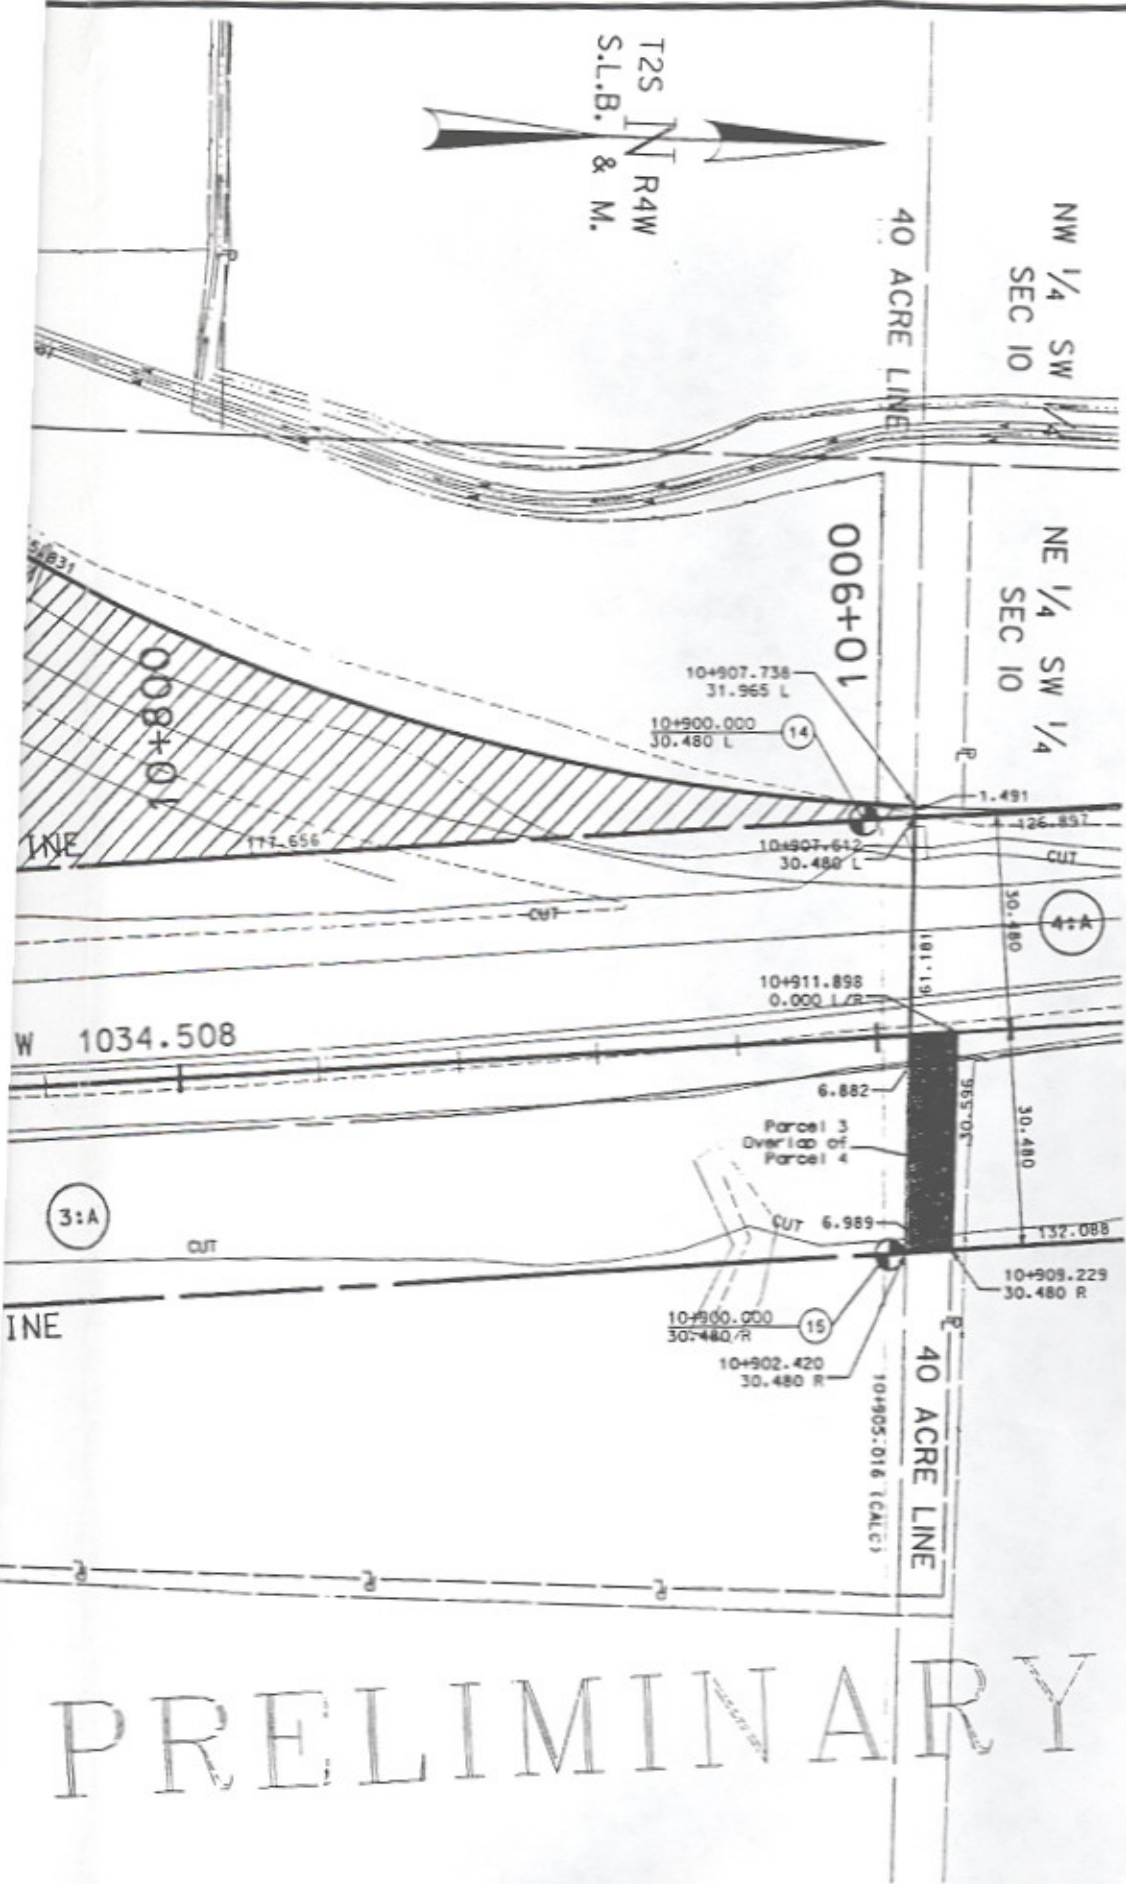 T2S
S.L.B. & M.
N
R4W
40 ACRE LINE
NW 1/4 SW
SEC 10
NE 1/4 SW 1/4
SEC 10
10+900
10+800
5.831
10+907.738
31.965 L
10+900.000
30.480 L
14
1.491
126.897
CUT
10+907.612
30.480 L
177.656
INE
CUT
30.480
4:A
61.181
10+911.898
0.000 L/R
W 1034.508
6.882
30.596
30.480
Parcel 3
Overlap of
Parcel 4
3:A
CUT
CUT
6.989
132.088
10+909.229
30.480 R
INE
10+900.000
30.480/R
15
10+902.420
30.480 R
10+905.016 (CALC)
40 ACRE LINE
PRELIMINARY